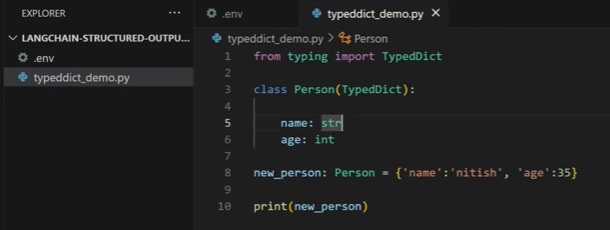 EXPLORER
LANGCHAIN-STRUCTURED-OUTPU...
.env
typeddict_demo.py
.env
typeddict_demo.py
typeddict_demo.py > Person
1 from typing import TypedDict
2
3 class Person(TypedDict):
4
5     name: str
6     age: int
7
8 new_person: Person = {'name':'nitish', 'age':35}
9
10 print(new_person)